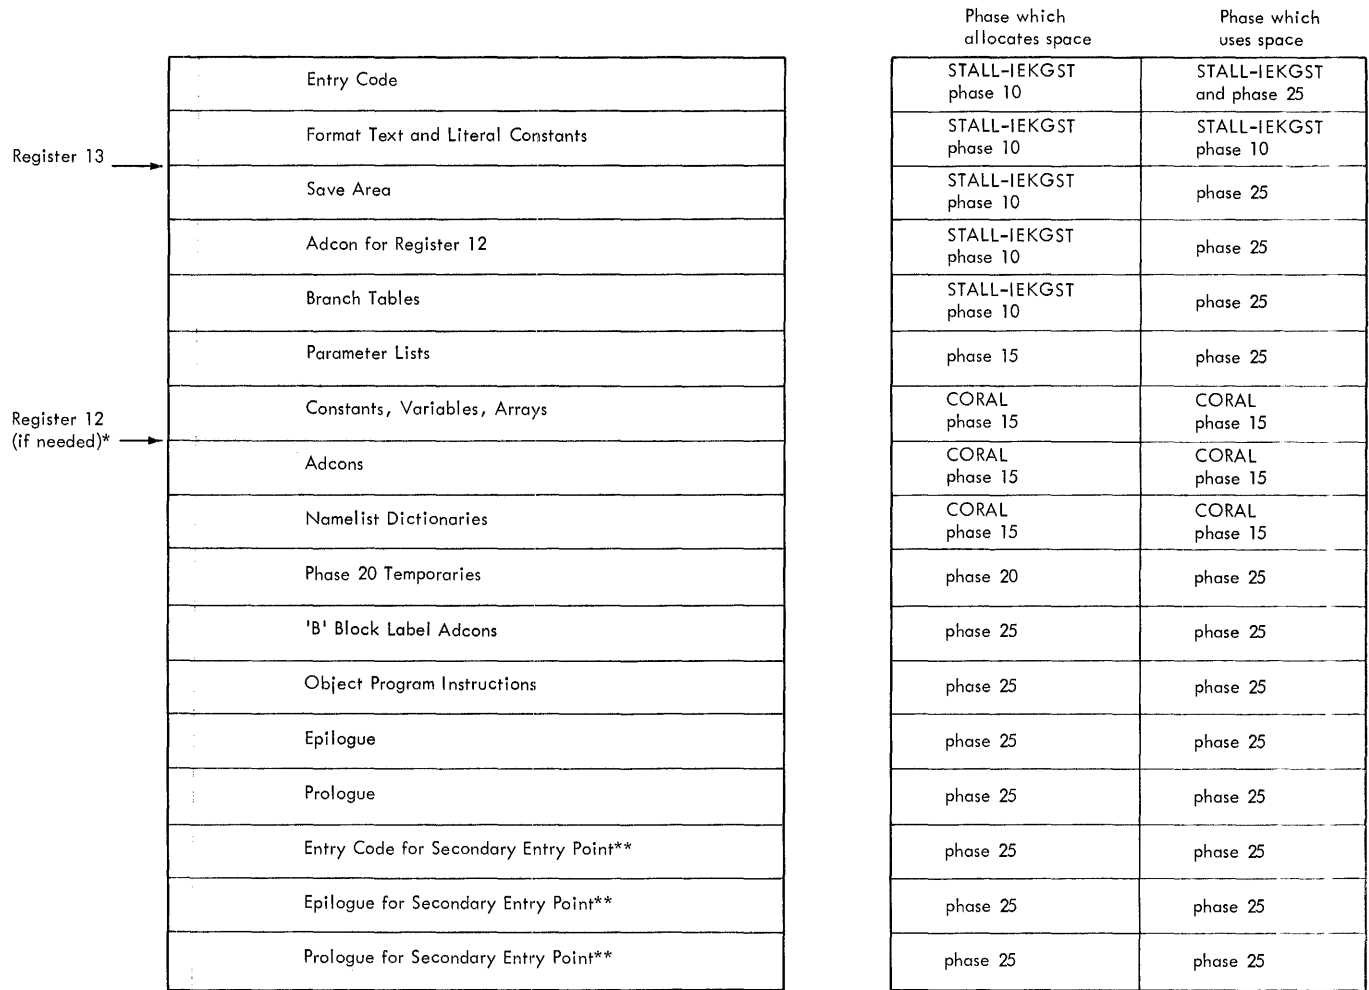 Phase which allocates space
Phase which uses space
Entry Code
STALL-IEKGST phase 10
STALL-IEKGST and phase 25
Format Text and Literal Constants
STALL-IEKGST phase 10
STALL-IEKGST phase 10
Register 13
Save Area
STALL-IEKGST phase 10
phase 25
Adcon for Register 12
STALL-IEKGST phase 10
phase 25
Branch Tables
STALL-IEKGST phase 10
phase 25
Parameter Lists
phase 15
phase 25
Constants, Variables, Arrays
CORAL phase 15
CORAL phase 15
Register 12 (if needed)*
Adcons
CORAL phase 15
CORAL phase 15
Namelist Dictionaries
CORAL phase 15
CORAL phase 15
Phase 20 Temporaries
phase 20
phase 25
'B' Block Label Adcons
phase 25
phase 25
Object Program Instructions
phase 25
phase 25
Epilogue
phase 25
phase 25
Prologue
phase 25
phase 25
Entry Code for Secondary Entry Point**
phase 25
phase 25
Epilogue for Secondary Entry Point**
phase 25
phase 25
Prologue for Secondary Entry Point**
phase 25
phase 25